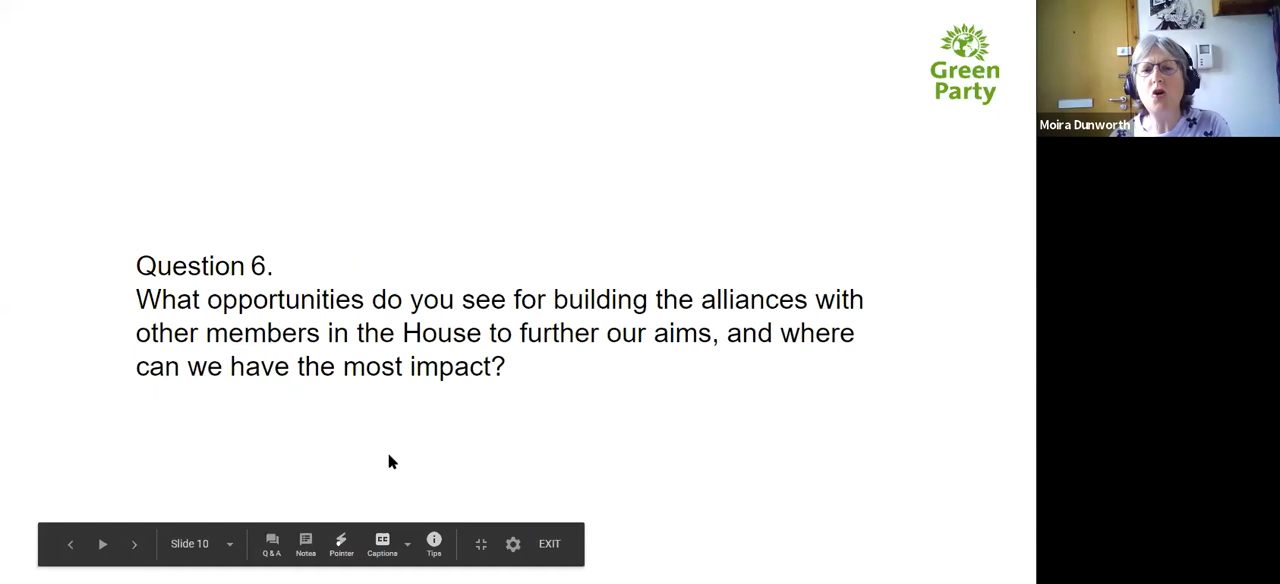 Green
Party
Moira Dunworth
Question 6.
What opportunities do you see for building the alliances with
other members in the House to further our aims, and where
can we have the most impact?
Slide 10
Q & A
Notes
Pointer
CC
Captions
Tips
EXIT